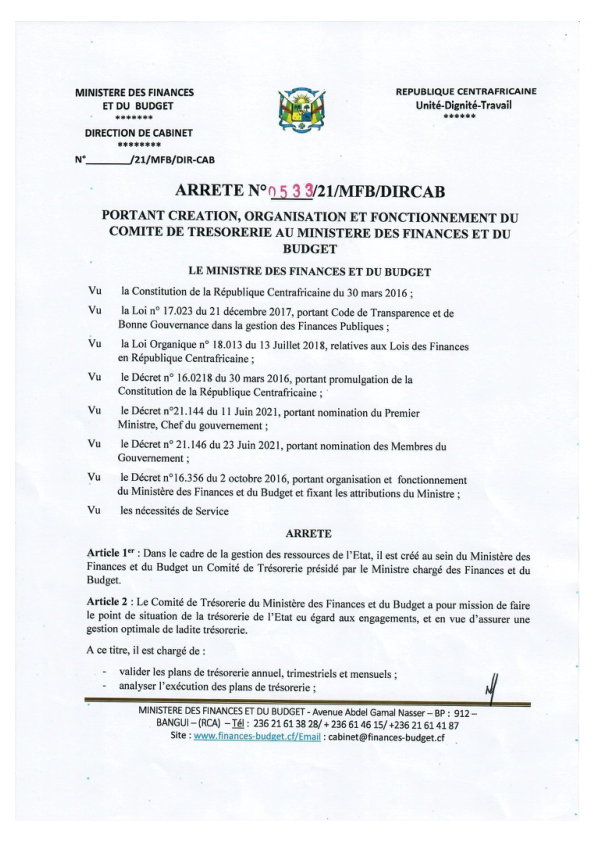 MINISTERE DES FINANCES
ET DU BUDGET
*******
DIRECTION DE CABINET
********
N°________/21/MFB/DIR-CAB
REPUBLIQUE CENTRAFRICAINE
Unité-Dignité-Travail
******
ARRETE N°0533/21/MFB/DIRCAB
PORTANT CREATION, ORGANISATION ET FONCTIONNEMENT DU
COMITE DE TRESORERIE AU MINISTERE DES FINANCES ET DU
BUDGET
LE MINISTRE DES FINANCES ET DU BUDGET
Vu la Constitution de la République Centrafricaine du 30 mars 2016 ;
Vu la Loi n° 17.023 du 21 décembre 2017, portant Code de Transparence et de
Bonne Gouvernance dans la gestion des Finances Publiques ;
Vu la Loi Organique n° 18.013 du 13 Juillet 2018, relatives aux Lois des Finances
en République Centrafricaine ;
Vu le Décret n° 16.0218 du 30 mars 2016, portant promulgation de la
Constitution de la République Centrafricaine ;
Vu le Décret n°21.144 du 11 Juin 2021, portant nomination du Premier
Ministre, Chef du gouvernement ;
Vu le Décret n° 21.146 du 23 Juin 2021, portant nomination des Membres du
Gouvernement ;
Vu le Décret n°16.356 du 2 octobre 2016, portant organisation et fonctionnement
du Ministère des Finances et du Budget et fixant les attributions du Ministre ;
Vu les nécessités de Service
ARRETE
Article 1er : Dans le cadre de la gestion des ressources de l'Etat, il est créé au sein du Ministère des
Finances et du Budget un Comité de Trésorerie présidé par le Ministre chargé des Finances et du
Budget.
Article 2 : Le Comité de Trésorerie du Ministère des Finances et du Budget a pour mission de faire
le point de situation de la trésorerie de l'Etat eu égard aux engagements, et en vue d'assurer une
gestion optimale de ladite trésorerie.
A ce titre, il est chargé de :
- valider les plans de trésorerie annuel, trimestriels et mensuels ;
- analyser l'exécution des plans de trésorerie ;
MINISTERE DES FINANCES ET DU BUDGET - Avenue Abdel Gamal Nasser – BP : 912 –
BANGUI – (RCA) – Tél : 236 21 61 38 28/ + 236 61 46 15/ +236 21 61 41 87
Site : www.finances-budget.cf/Email : cabinet@finances-budget.cf